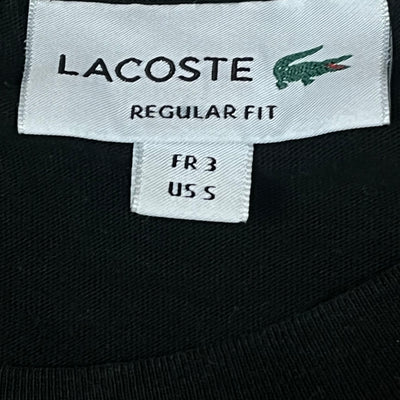 LACOSTE
REGULAR FIT
FR 3
US S